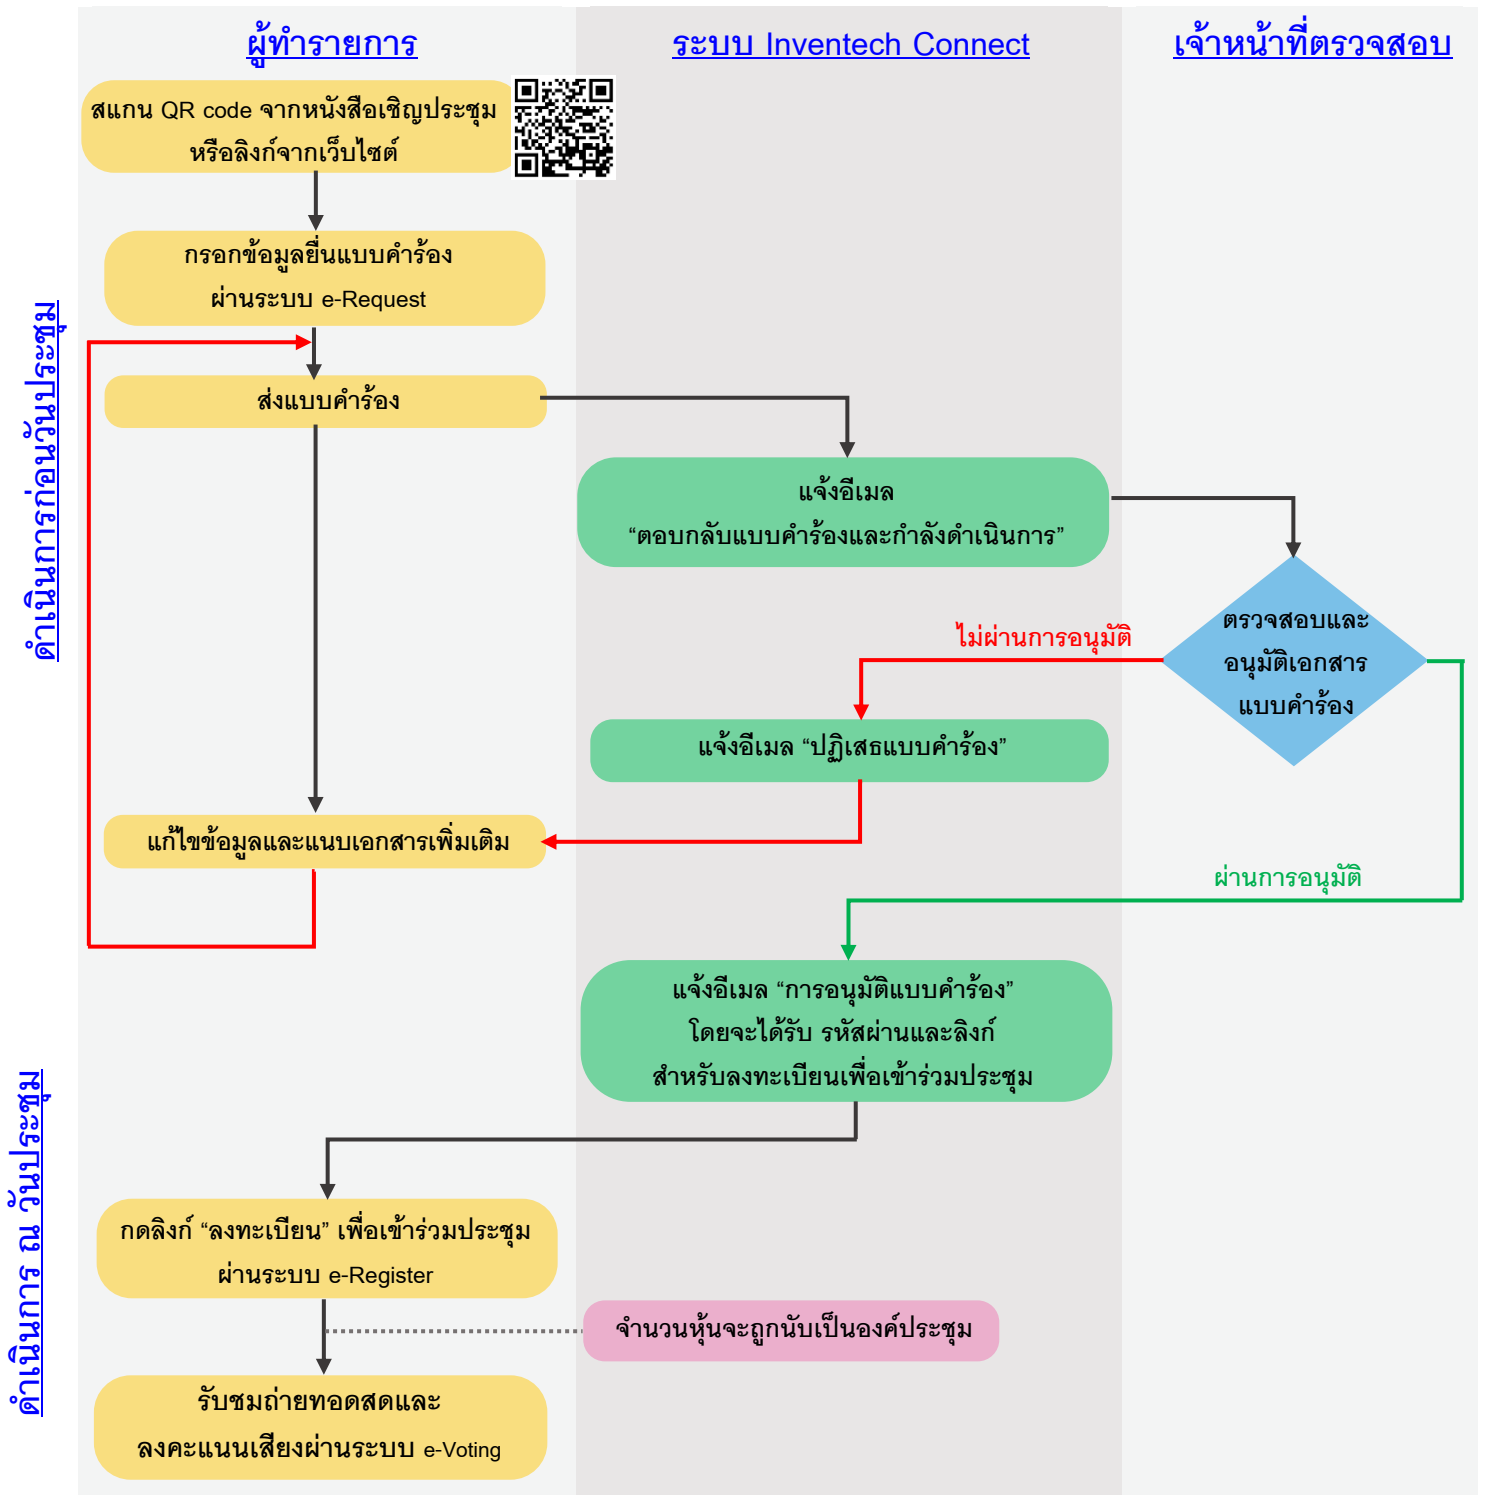 ผู้ทำรายการ
ระบบ Inventech Connect
เจ้าหน้าที่ตรวจสอบ
ดำเนินการก่อนวันประชุม
สแกน QR code จากหนังสือเชิญประชุม
หรือลิงก์จากเว็บไซต์
กรอกข้อมูลยื่นแบบคำร้อง
ผ่านระบบ e-Request
ส่งแบบคำร้อง
แจ้งอีเมล
“ตอบกลับแบบคำร้องและกำลังดำเนินการ”
ตรวจสอบและ
อนุมัติเอกสาร
แบบคำร้อง
ไม่ผ่านการอนุมัติ
แจ้งอีเมล “ปฏิเสธแบบคำร้อง”
แก้ไขข้อมูลและแนบเอกสารเพิ่มเติม
ผ่านการอนุมัติ
แจ้งอีเมล “การอนุมัติแบบคำร้อง”
โดยจะได้รับ รหัสผ่านและลิงก์
สำหรับลงทะเบียนเพื่อเข้าร่วมประชุม
ดำเนินการ ณ วันประชุม
กดลิงก์ “ลงทะเบียน” เพื่อเข้าร่วมประชุม
ผ่านระบบ e-Register
จำนวนหุ้นจะถูกนับเป็นองค์ประชุม
รับชมถ่ายทอดสดและ
ลงคะแนนเสียงผ่านระบบ e-Voting